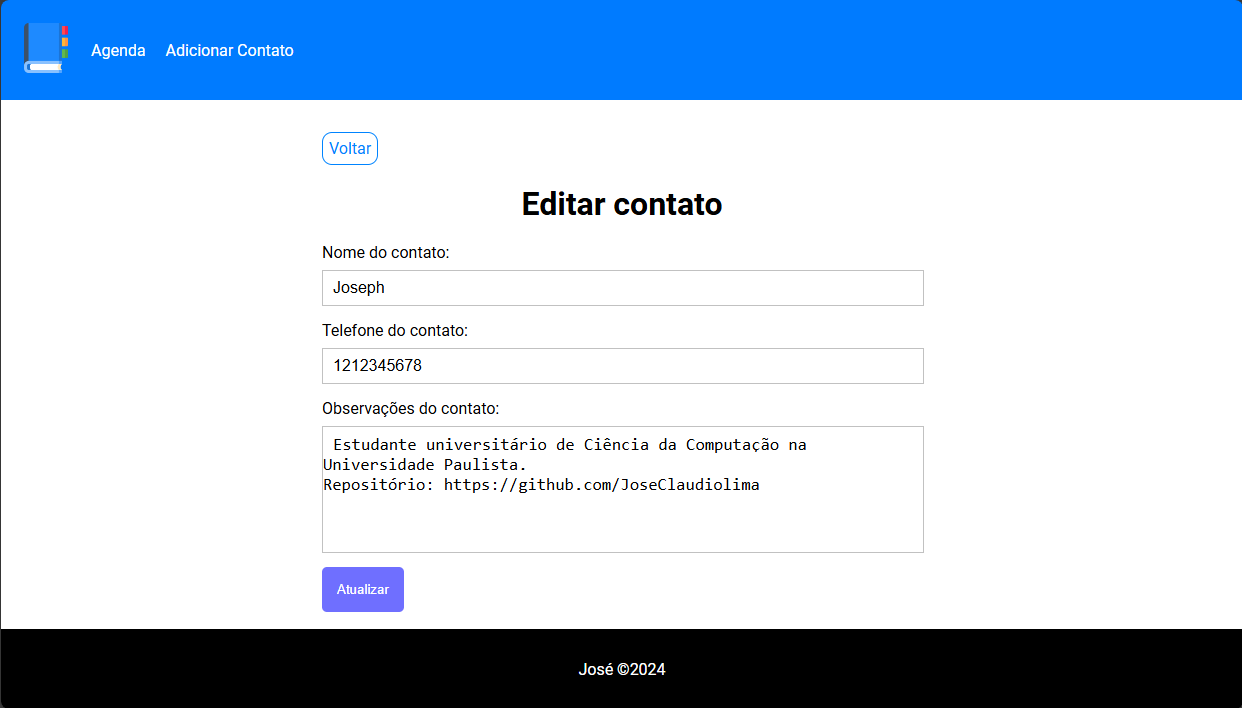 Agenda Adicionar Contato
Voltar
Editar contato
Nome do contato:
Joseph
Telefone do contato:
1212345678
Observações do contato:
Estudante universitário de Ciência da Computação na
Universidade Paulista.
Repositório: https://github.com/JoseClaudiolima
Atualizar
José ©2024